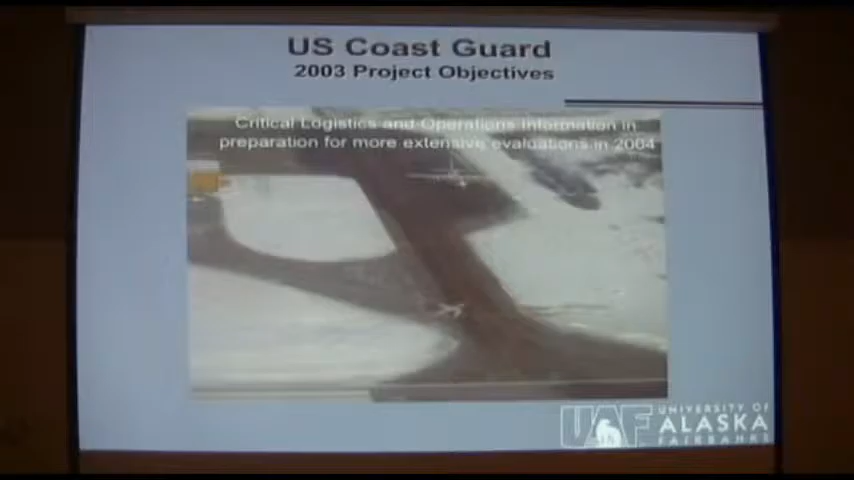 US Coast Guard
2003 Project Objectives
Critical Logistics and Operations Information in
preparation for more extensive evaluations in 2004
UAF
UNIVERSITY OF
ALASKA
FAIRBANKS